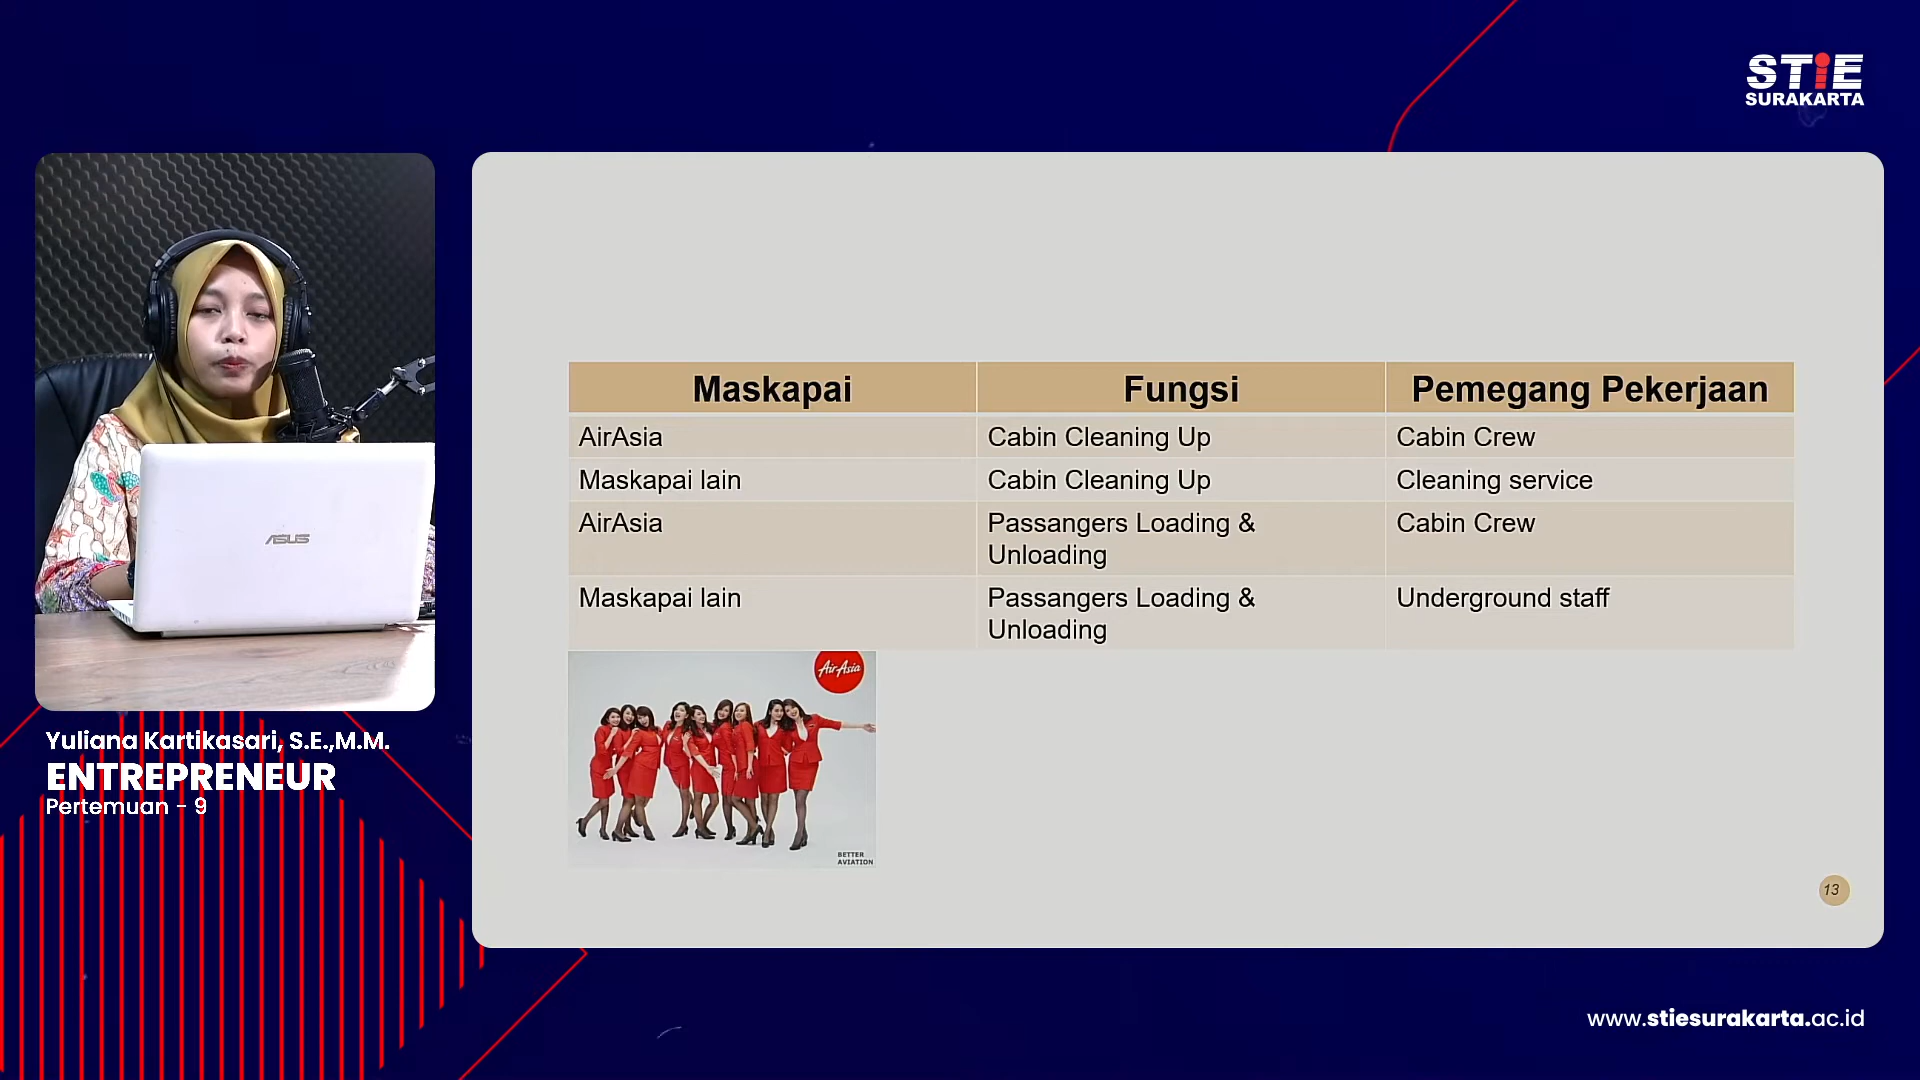 STiE
SURAKARTA
Maskapai Fungsi Pemegang Pekerjaan
AirAsia Cabin Cleaning Up Cabin Crew
Maskapai lain Cabin Cleaning Up Cleaning service
AirAsia Passangers Loading & Cabin Crew
Unloading
Maskapai lain Passangers Loading & Underground staff
Unloading
AirAsia
BETTER
AVIATION
13
ASUS
Yuliana Kartikasari, S.E.,M.M.
ENTREPRENEUR
Pertemuan - 9
www.stiesurakarta.ac.id